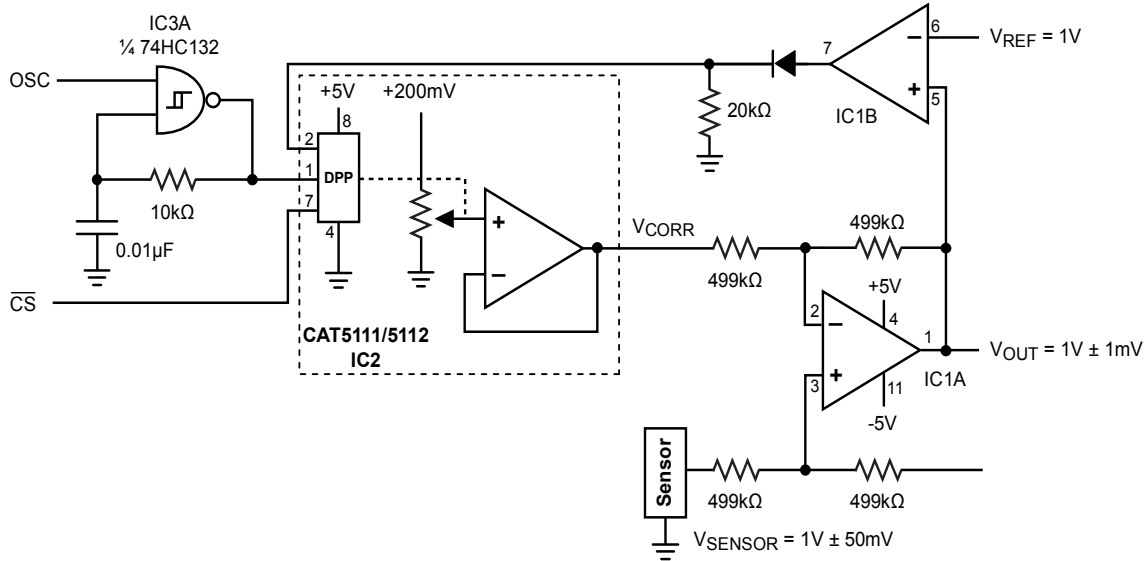 IC3A
¼ 74HC132
OSC
10kΩ
0.01µF
CS
+5V
+200mV
8
2
1
7
4
DPP
+
–
CAT5111/5112
IC2
VCORR
20kΩ
7
6
–
+
5
IC1B
VREF = 1V
499kΩ
499kΩ
+5V
4
2
–
1
+
3
11
-5V
IC1A
VOUT = 1V ± 1mV
Sensor
499kΩ
499kΩ
VSENSOR = 1V ± 50mV